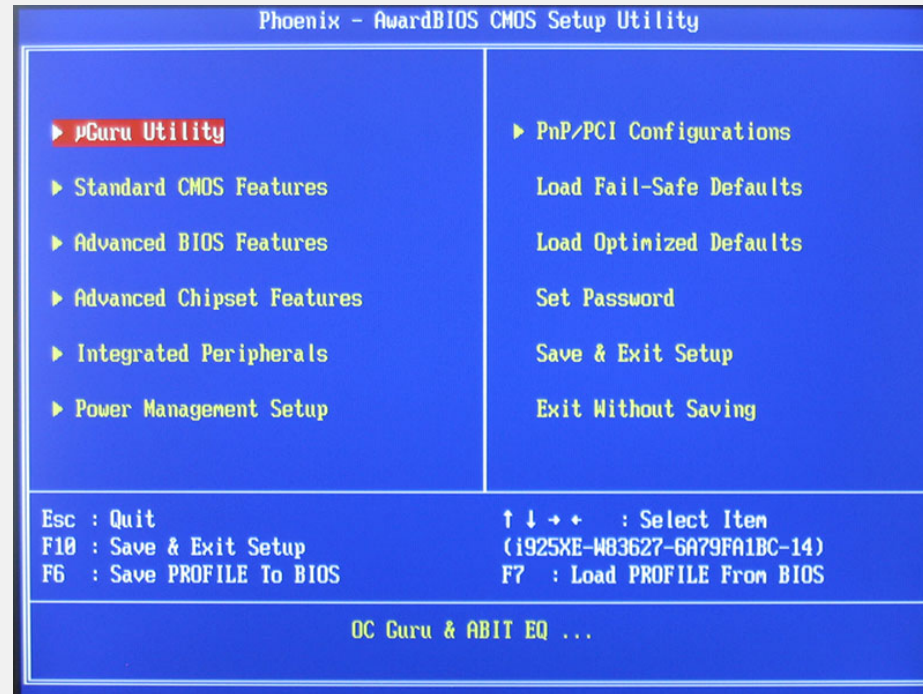 Phoenix - AwardBIOS CMOS Setup Utility
▶ µGuru Utility
▶ Standard CMOS Features
▶ Advanced BIOS Features
▶ Advanced Chipset Features
▶ Integrated Peripherals
▶ Power Management Setup
▶ PnP/PCI Configurations
Load Fail-Safe Defaults
Load Optimized Defaults
Set Password
Save & Exit Setup
Exit Without Saving
Esc : Quit
F10 : Save & Exit Setup
F6 : Save PROFILE To BIOS
↑ ↓ → ← : Select Item
(i925XE-W83627-6A79FA1BC-14)
F7 : Load PROFILE From BIOS
OC Guru & ABIT EQ ...